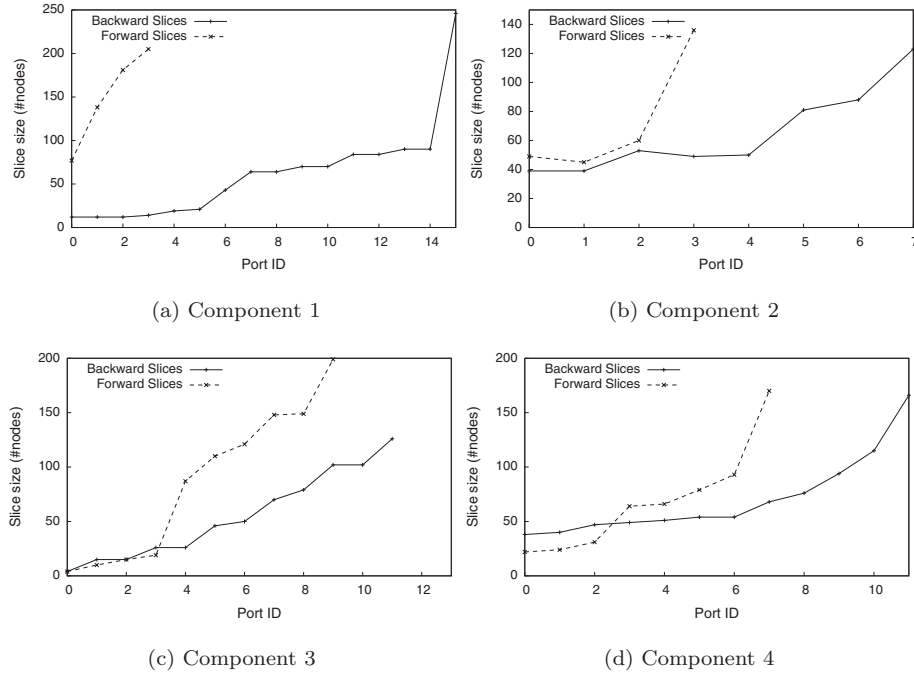 250
200
150
100
50
0
Slice size (#nodes)
Backward Slices
Forward Slices
0 2 4 6 8 10 12 14
Port ID
(a) Component 1
140
120
100
80
60
40
20
0
Slice size (#nodes)
Backward Slices
Forward Slices
0 1 2 3 4 5 6 7
Port ID
(b) Component 2
200
150
100
50
0
Slice size (#nodes)
Backward Slices
Forward Slices
0 2 4 6 8 10 12
Port ID
(c) Component 3
200
150
100
50
0
Slice size (#nodes)
Backward Slices
Forward Slices
0 2 4 6 8 10
Port ID
(d) Component 4